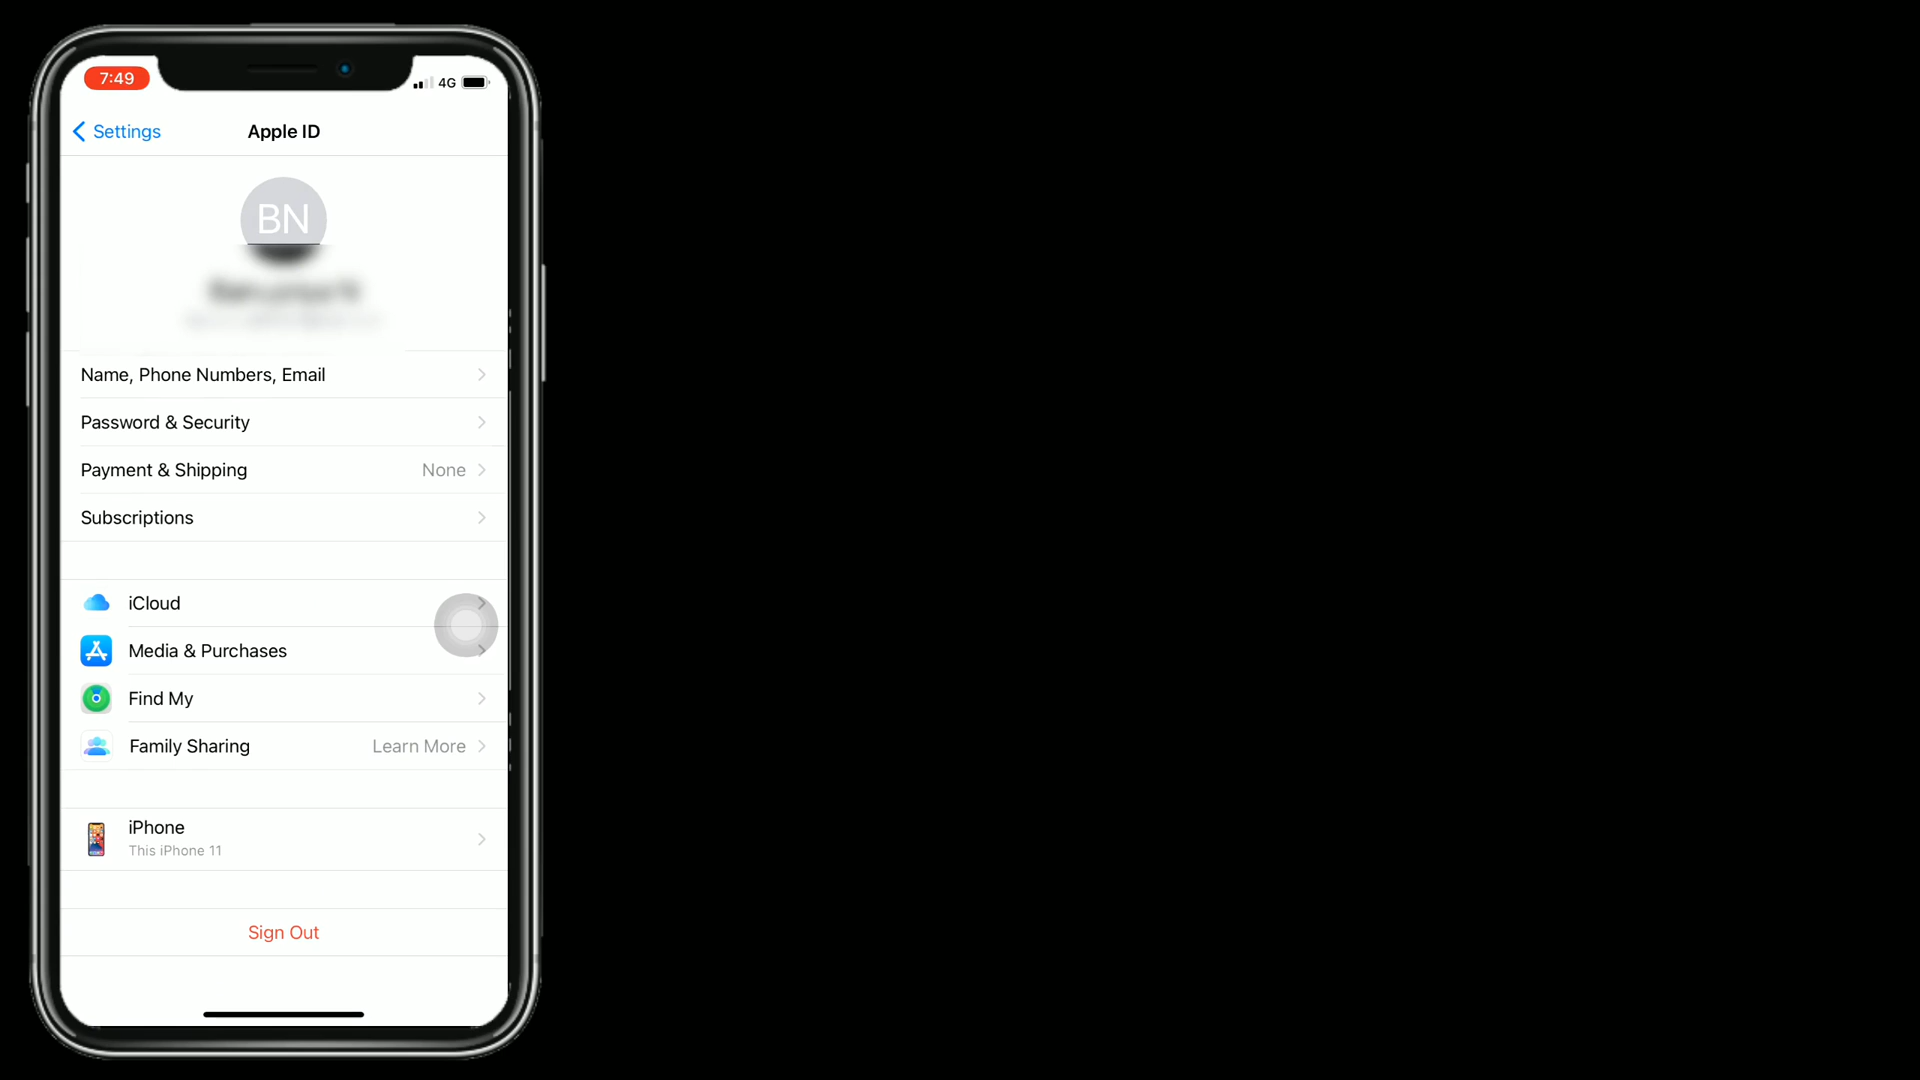 7:49
4G
Settings
Apple ID
BN
Name, Phone Numbers, Email
Password & Security
Payment & Shipping
None
Subscriptions
iCloud
Media & Purchases
Find My
Family Sharing
Learn More
iPhone
This iPhone 11
Sign Out